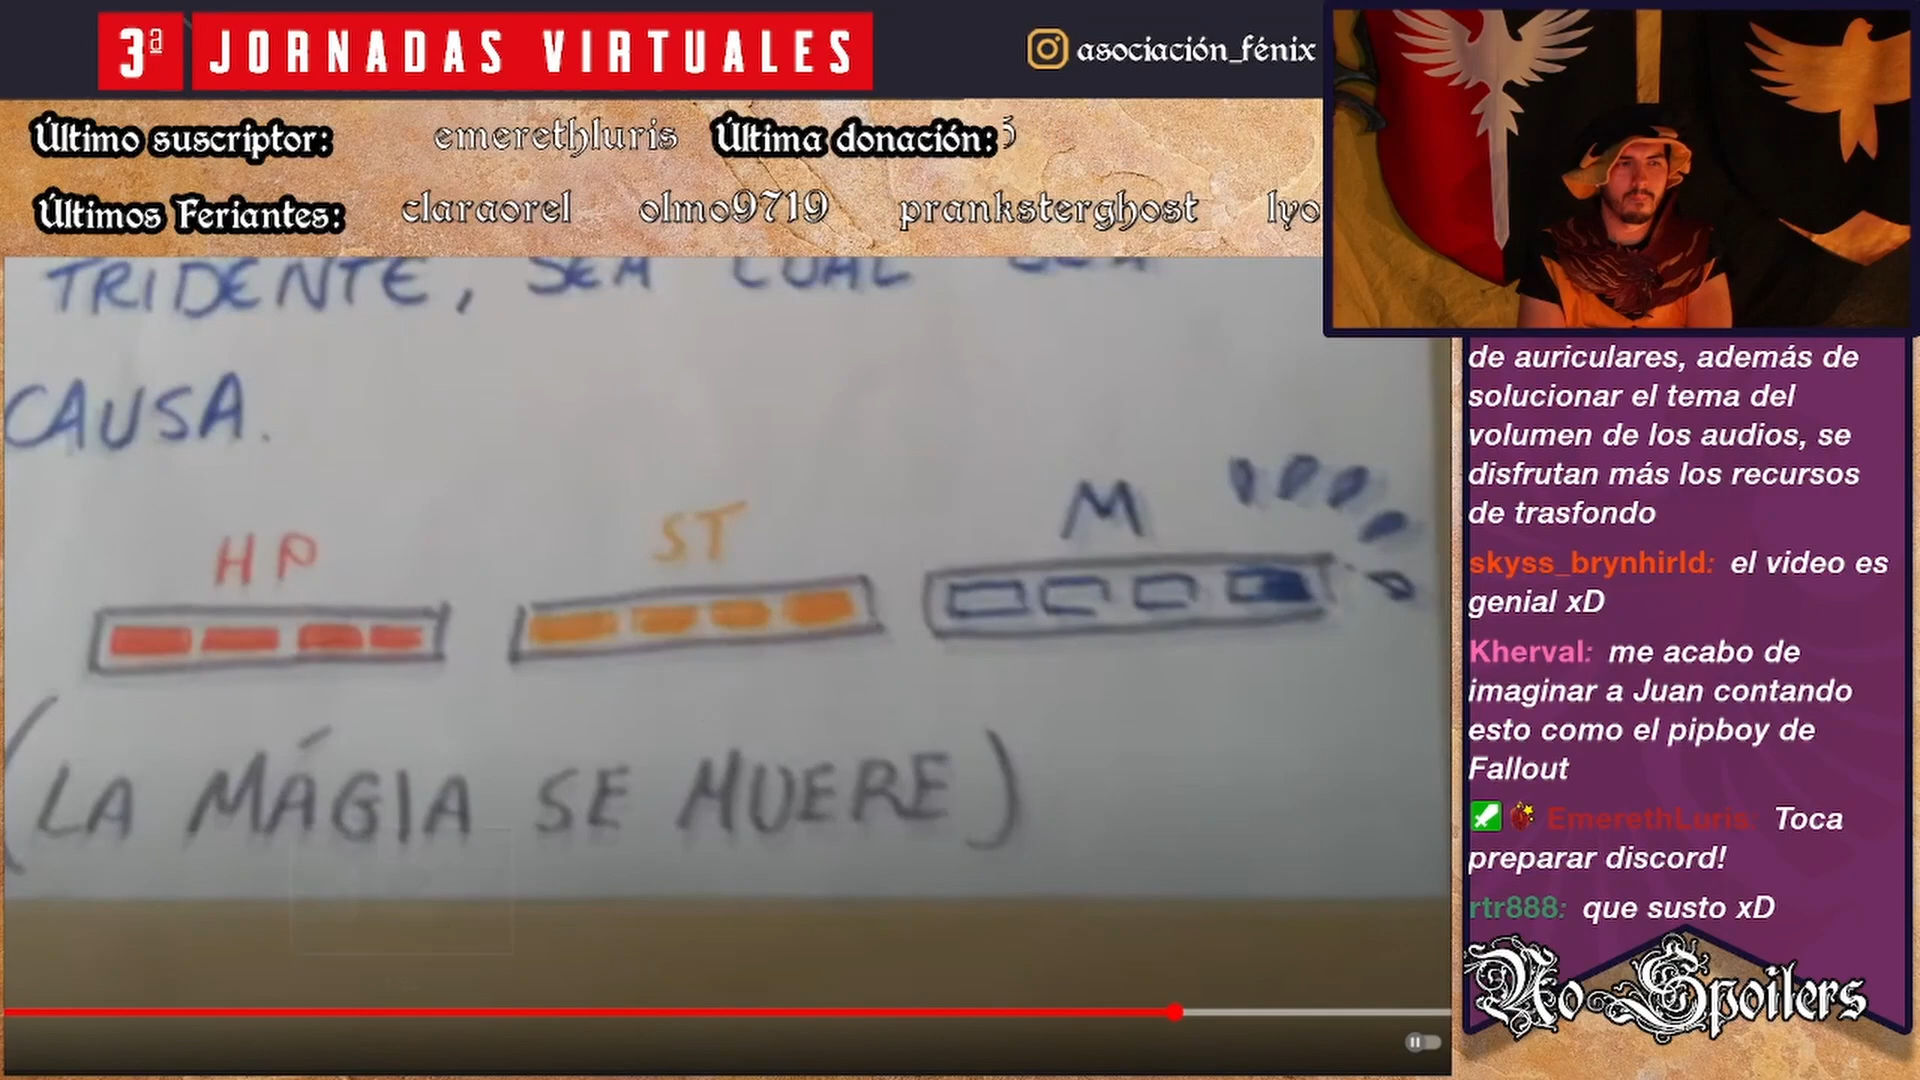 3ª JORNADAS VIRTUALES
asociación_fénix
Último suscriptor: emerethluris Última donación: 5
Últimos Feriantes: claraorel olmo9719 pranksterghost lyo
TRIDENTE, SEA CUAL SEA
CAUSA.
HP ST M
(LA MÁGIA SE MUERE)
de auriculares, además de
solucionar el tema del
volumen de los audios, se
disfrutan más los recursos
de trasfondo
skyss_brynhirld: el video es
genial xD
Kherval: me acabo de
imaginar a Juan contando
esto como el pipboy de
Fallout
EmerethLuris: Toca
preparar discord!
rtr888: que susto xD
No Spoilers